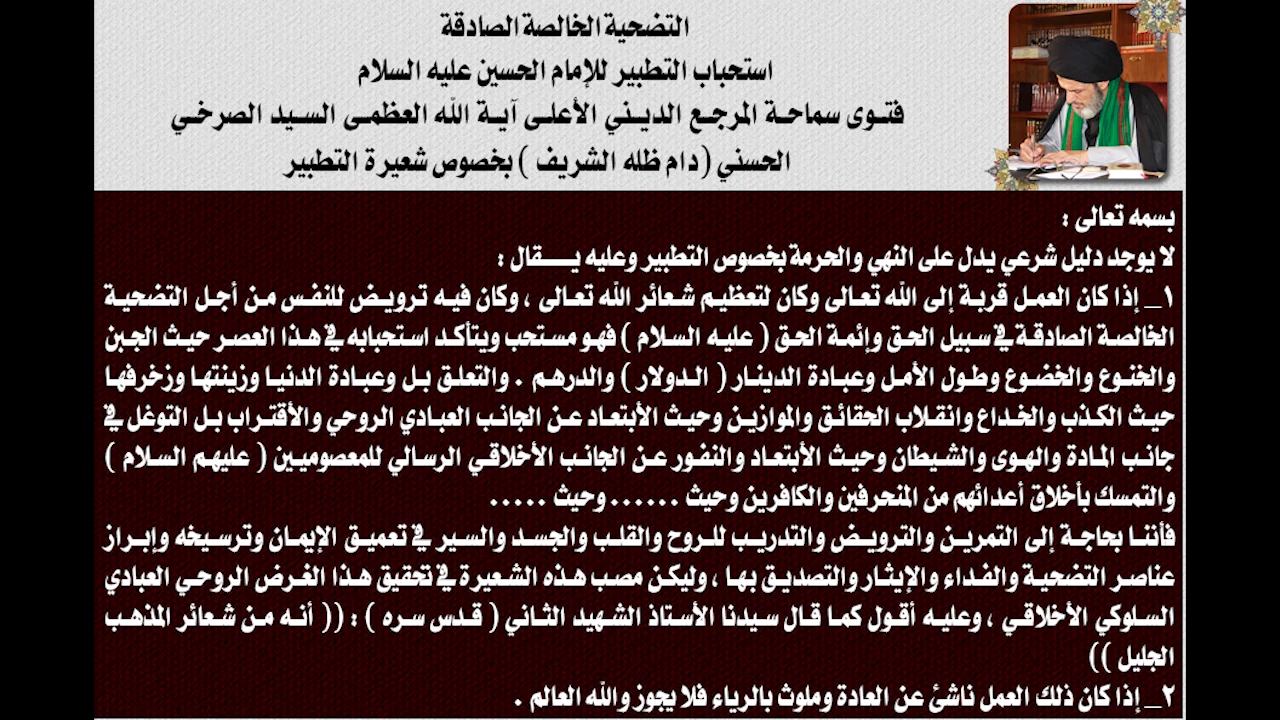 التضحية الخالصة الصادقة
استحباب التطبير للإمام الحسين عليه السلام
فتوى سماحة المرجع الديني الأعلى آية الله العظمى السيد الصرخي
الحسني (دام ظله الشريف ) بخصوص شعيرة التطبير
بسمه تعالى :
لا يوجد دليل شرعي يدل على النهي والحرمة بخصوص التطبير وعليه يقال :
١_ إذا كان العمل قربة إلى الله تعالى وكان لتعظيم شعائر الله تعالى ، وكان فيه ترويض للنفس من أجل التضحية
الخالصة الصادقة في سبيل الحق وإئمة الحق ( عليه السلام ) فهو مستحب ويتأكد استحبابه في هذا العصر حيث الجبن
والخنوع والخضوع وطول الأمل وعبادة الدينار ( الدولار ) والدرهم . والتعلق بل وعبادة الدنيا وزينتها وزخرفها
حيث الكذب والخداع وانقلاب الحقائق والموازين وحيث الأبتعاد عن الجانب العبادي الروحي والأقتراب بل التوغل في
جانب المادة والهوى والشيطان وحيث الأبتعاد والنفور عن الجانب الأخلاقي الرسالي للمعصوميين ( عليهم السلام )
والتمسك بأخلاق أعدائهم من المنحرفين والكافرين وحيث ...... وحيث .....
فأننا بحاجة إلى التمرين والترويض والتدريب للروح والقلب والجسد والسير في تعميق الإيمان وترسيخه وإبراز
عناصر التضحية والفداء والإيثار والتصديق بها ، وليكن مصب هذه الشعيرة في تحقيق هذا الغرض الروحي العبادي
السلوكي الأخلاقي ، وعليه أقول كما قال سيدنا الأستاذ الشهيد الثاني ( قدس سره ) : (( أنه من شعائر المذهب
الجليل ))
٢_ إذا كان ذلك العمل ناشئ عن العادة وملوث بالرياء فلا يجوز والله العالم .